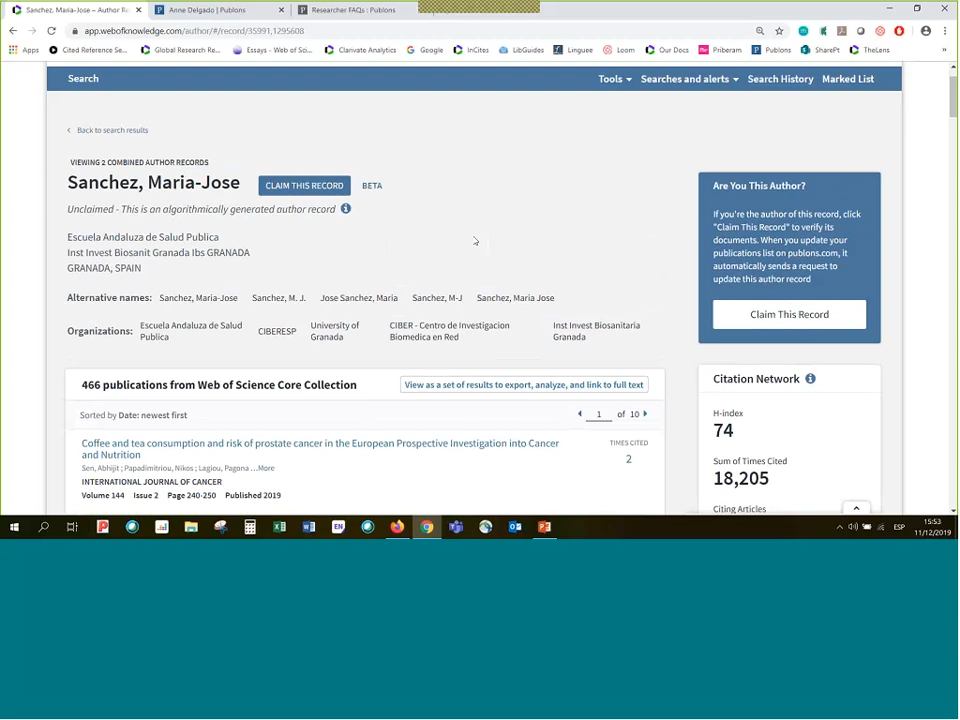 Sanchez, Maria-Jose – Author Re
Anne Delgado | Publons
Researcher FAQs : Publons
app.webofknowledge.com/author/#/record/35991,1295608
Apps
Cited Reference Se...
Global Research Re...
Essays - Web of Sci...
Clarivate Analytics
Google
InCites
LibGuides
Linguee
Loom
Our Docs
Priberam
Publons
SharePt
TheLens
»
Search
Tools
Searches and alerts
Search History
Marked List
Back to search results
VIEWING 2 COMBINED AUTHOR RECORDS
Sanchez, Maria-Jose
CLAIM THIS RECORD
BETA
Unclaimed - This is an algorithmically generated author record
Escuela Andaluza de Salud Publica
Inst Invest Biosanit Granada Ibs GRANADA
GRANADA, SPAIN
Alternative names: Sanchez, Maria-Jose Sanchez, M. J. Jose Sanchez, Maria Sanchez, M-J Sanchez, Maria Jose
Organizations:
Escuela Andaluza de Salud
Publica
CIBERESP
University of
Granada
CIBER - Centro de Investigacion
Biomedica en Red
Inst Invest Biosanitaria
Granada
Are You This Author?
If you're the author of this record, click
"Claim This Record" to verify its
documents. When you update your
publications list on publons.com, it
automatically sends a request to
update this author record
Claim This Record
466 publications from Web of Science Core Collection
View as a set of results to export, analyze, and link to full text
Sorted by Date: newest first
1 of 10
Coffee and tea consumption and risk of prostate cancer in the European Prospective Investigation into Cancer
and Nutrition
Sen, Abhijit ; Papadimitriou, Nikos ; Lagiou, Pagona ...More
INTERNATIONAL JOURNAL OF CANCER
Volume 144 Issue 2 Page 240-250 Published 2019
TIMES CITED
2
Citation Network
H-index
74
Sum of Times Cited
18,205
Citing Articles
EN
ESP
15:53
11/12/2019